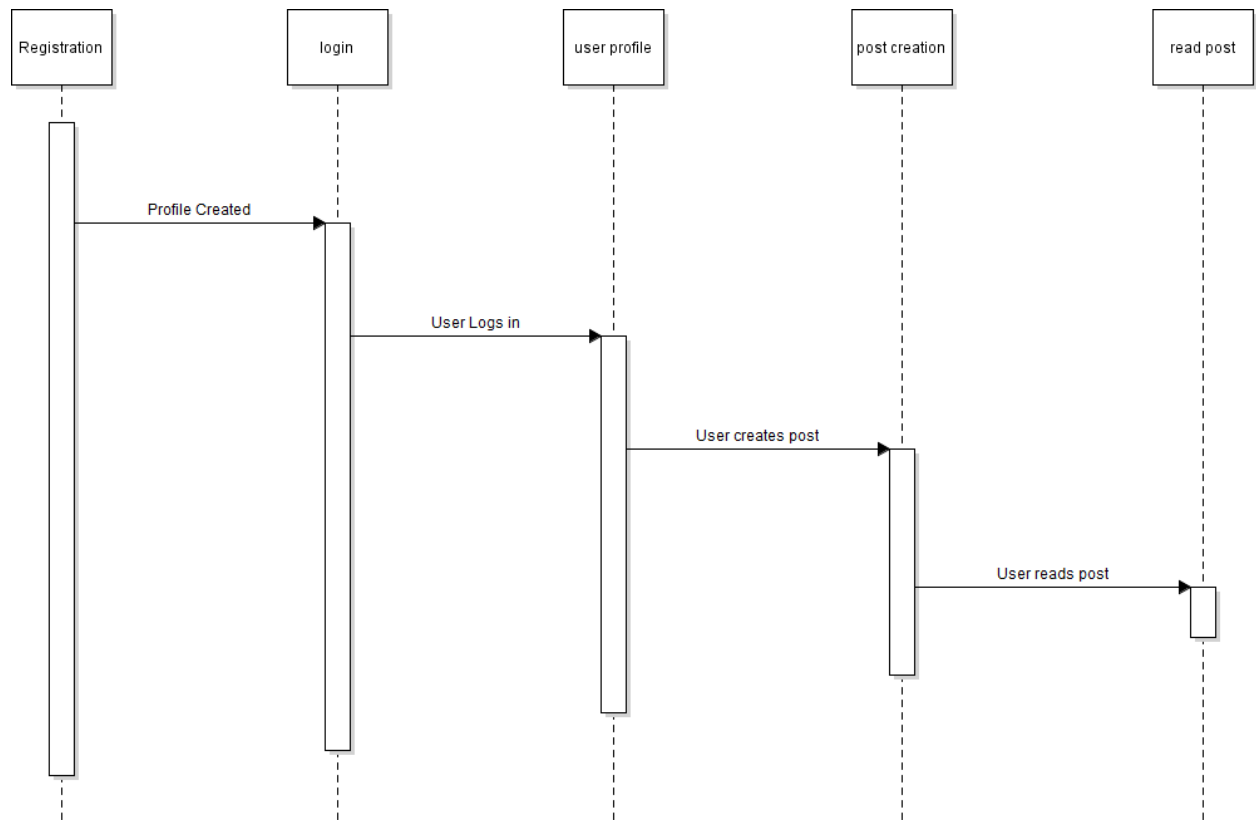 Registration
login
user profile
post creation
read post
Profile Created
User Logs in
User creates post
User reads post